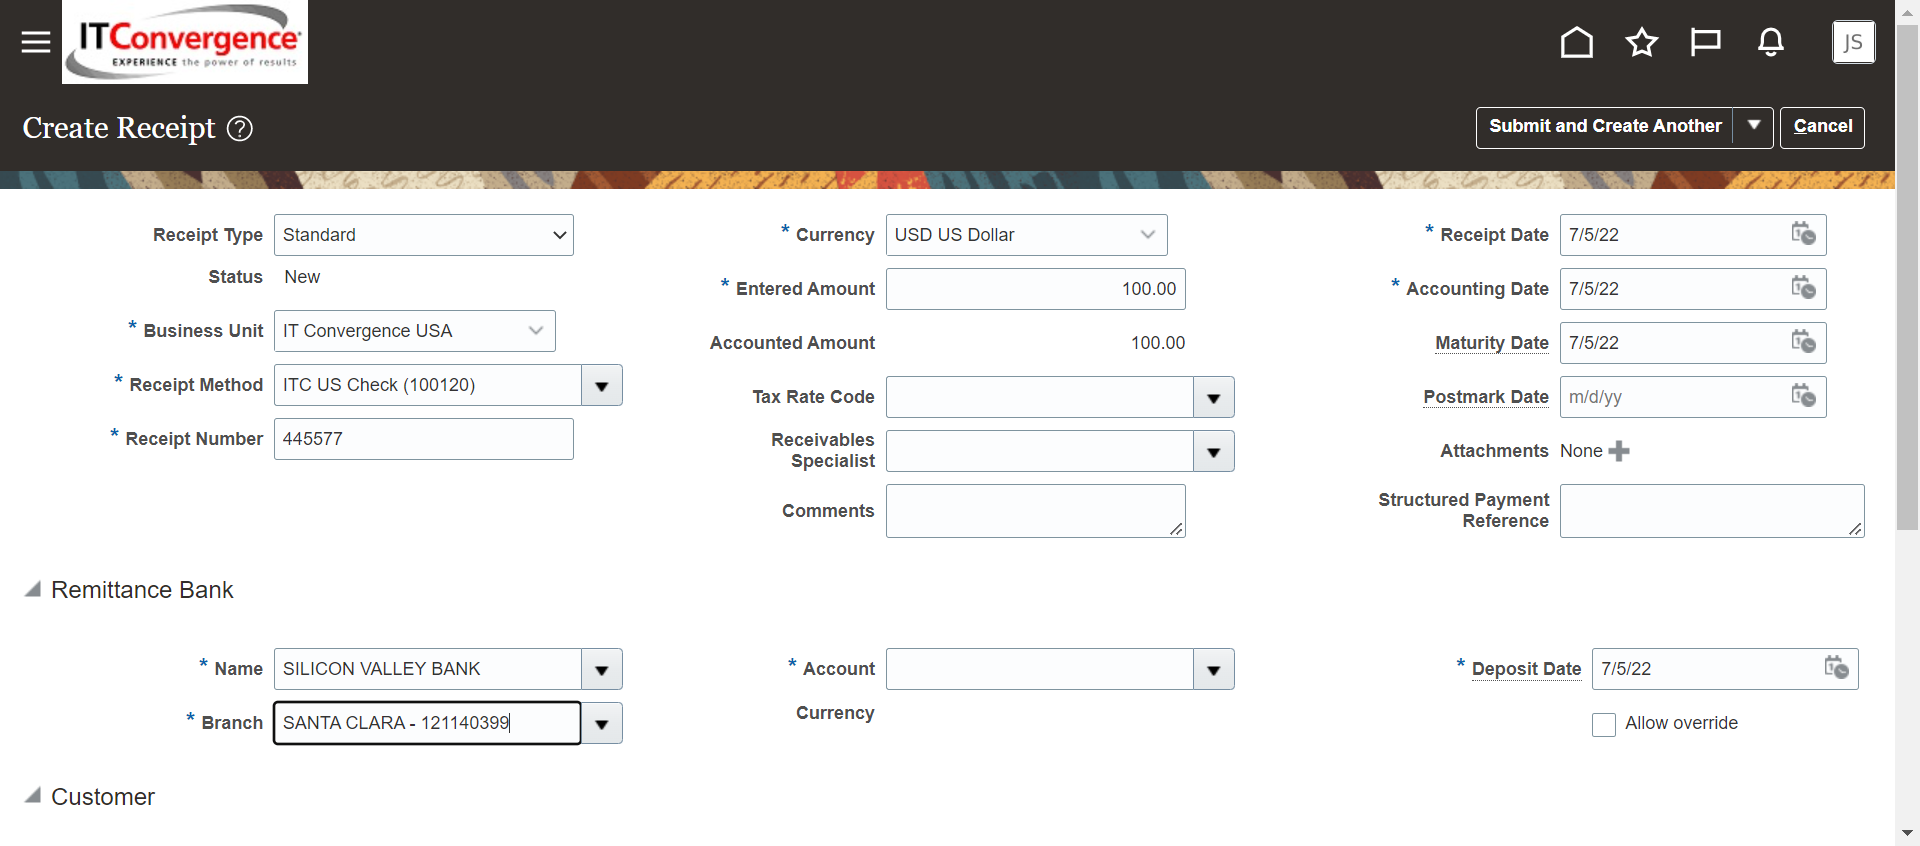 ITConvergence
EXPERIENCE the power of results
JS
Create Receipt ?
Submit and Create Another
Cancel
Receipt Type Standard
Status New
* Business Unit IT Convergence USA
* Receipt Method ITC US Check (100120)
* Receipt Number 445577
* Currency USD US Dollar
* Entered Amount 100.00
Accounted Amount 100.00
Tax Rate Code
Receivables
Specialist
Comments
* Receipt Date 7/5/22
* Accounting Date 7/5/22
Maturity Date 7/5/22
Postmark Date m/d/yy
Attachments None
Structured Payment
Reference
Remittance Bank
* Name SILICON VALLEY BANK
* Branch SANTA CLARA - 121140399
* Account
Currency
* Deposit Date 7/5/22
Allow override
Customer